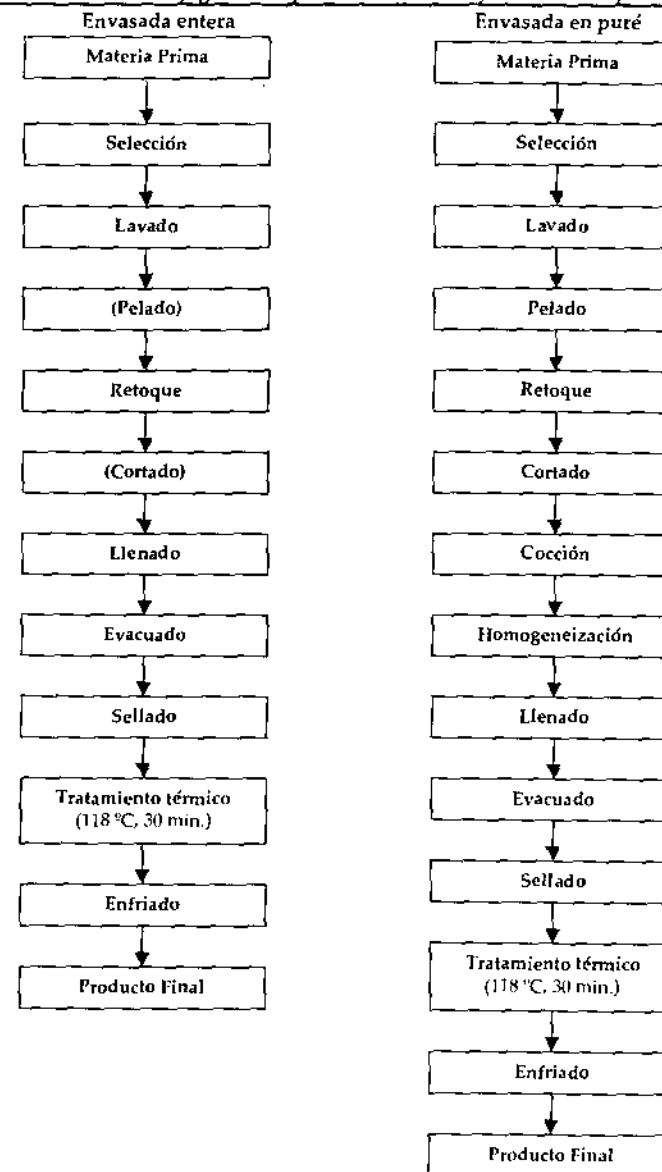 Envasada entera
Materia Prima
Selección
Lavado
(Pelado)
Retoque
(Cortado)
Llenado
Evacuado
Sellado
Tratamiento térmico
(118 ºC, 30 min.)
Enfriado
Producto Final
Envasada en puré
Materia Prima
Selección
Lavado
Pelado
Retoque
Cortado
Cocción
Homogeneización
Llenado
Evacuado
Sellado
Tratamiento térmico
(118 ºC, 30 min.)
Enfriado
Producto Final